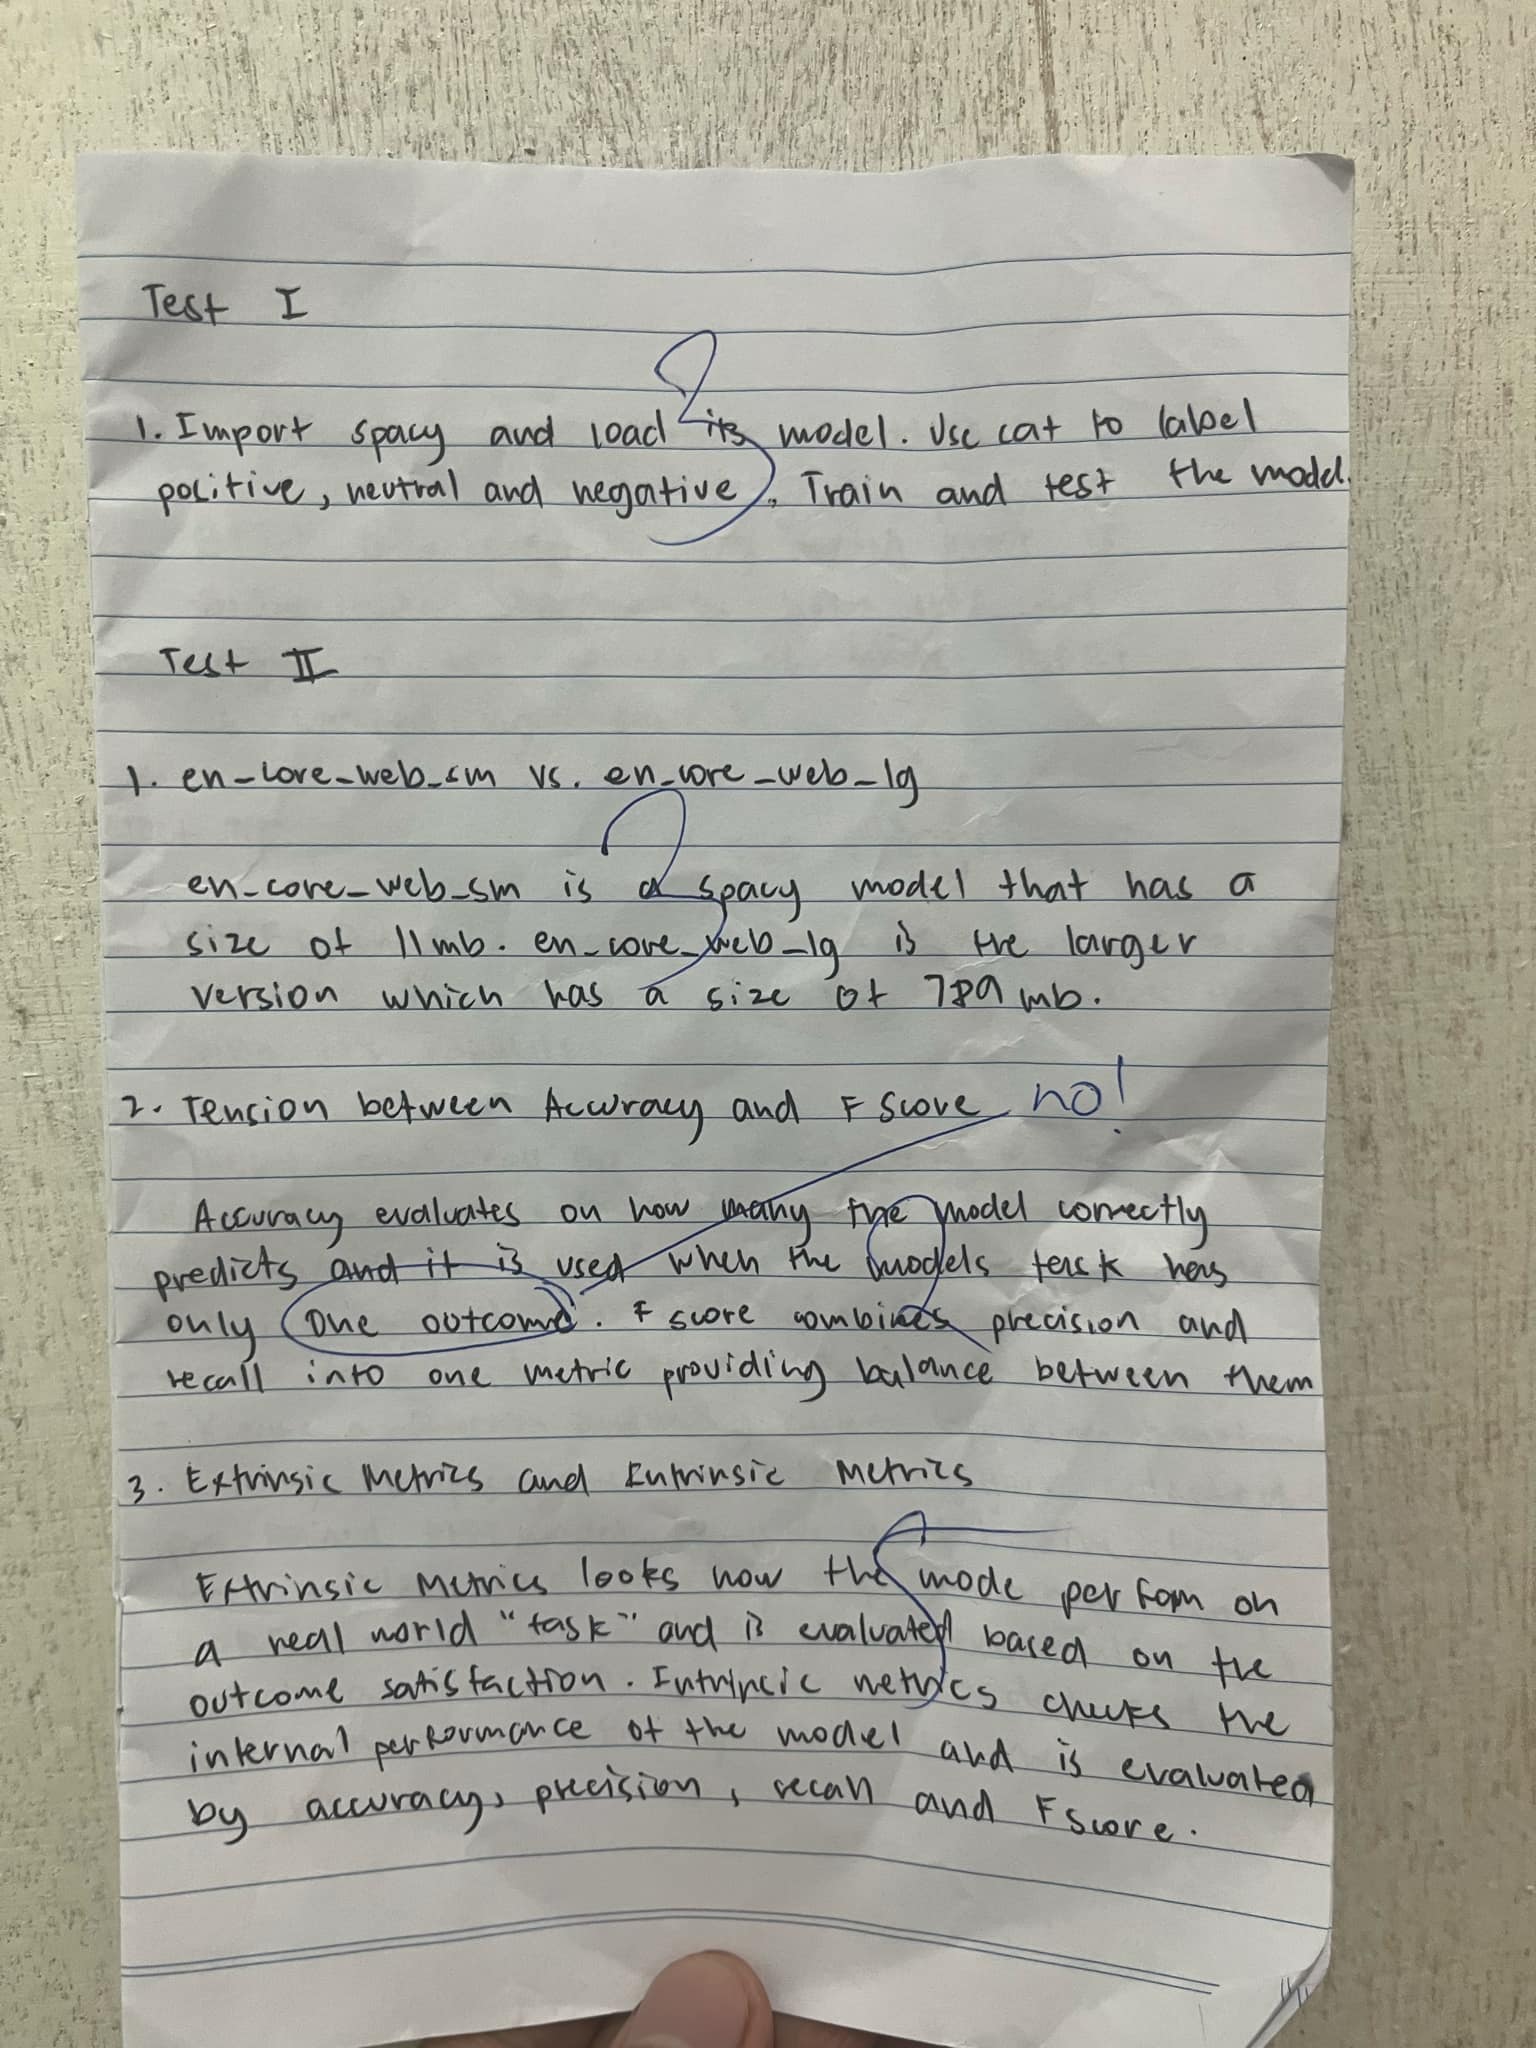 Test I
1. Import spacy and load its model. Use cat to label
positive, neutral and negative. Train and test the model.
Test II
1. en_core_web_sm vs. en_core_web_lg
en_core_web_sm is a spacy model that has a
size of 11mb. en_core_web_lg is the larger
version which has a size of 789 mb.
2. Tension between Accuracy and F Score no!
Accuracy evaluates on how many the model correctly
predicts and it is used when the models task has
only one outcome. F score combines precision and
recall into one metric providing balance between them
3. Extrinsic Metrics and Intrinsic Metrics
Extrinsic Metrics looks how the mode perfom on
a real world "task" and is evaluated based on the
outcome satisfaction. Intrinsic metrics checks the
internal performance of the model and is evaluated
by accuracy, precision, recall and F score.